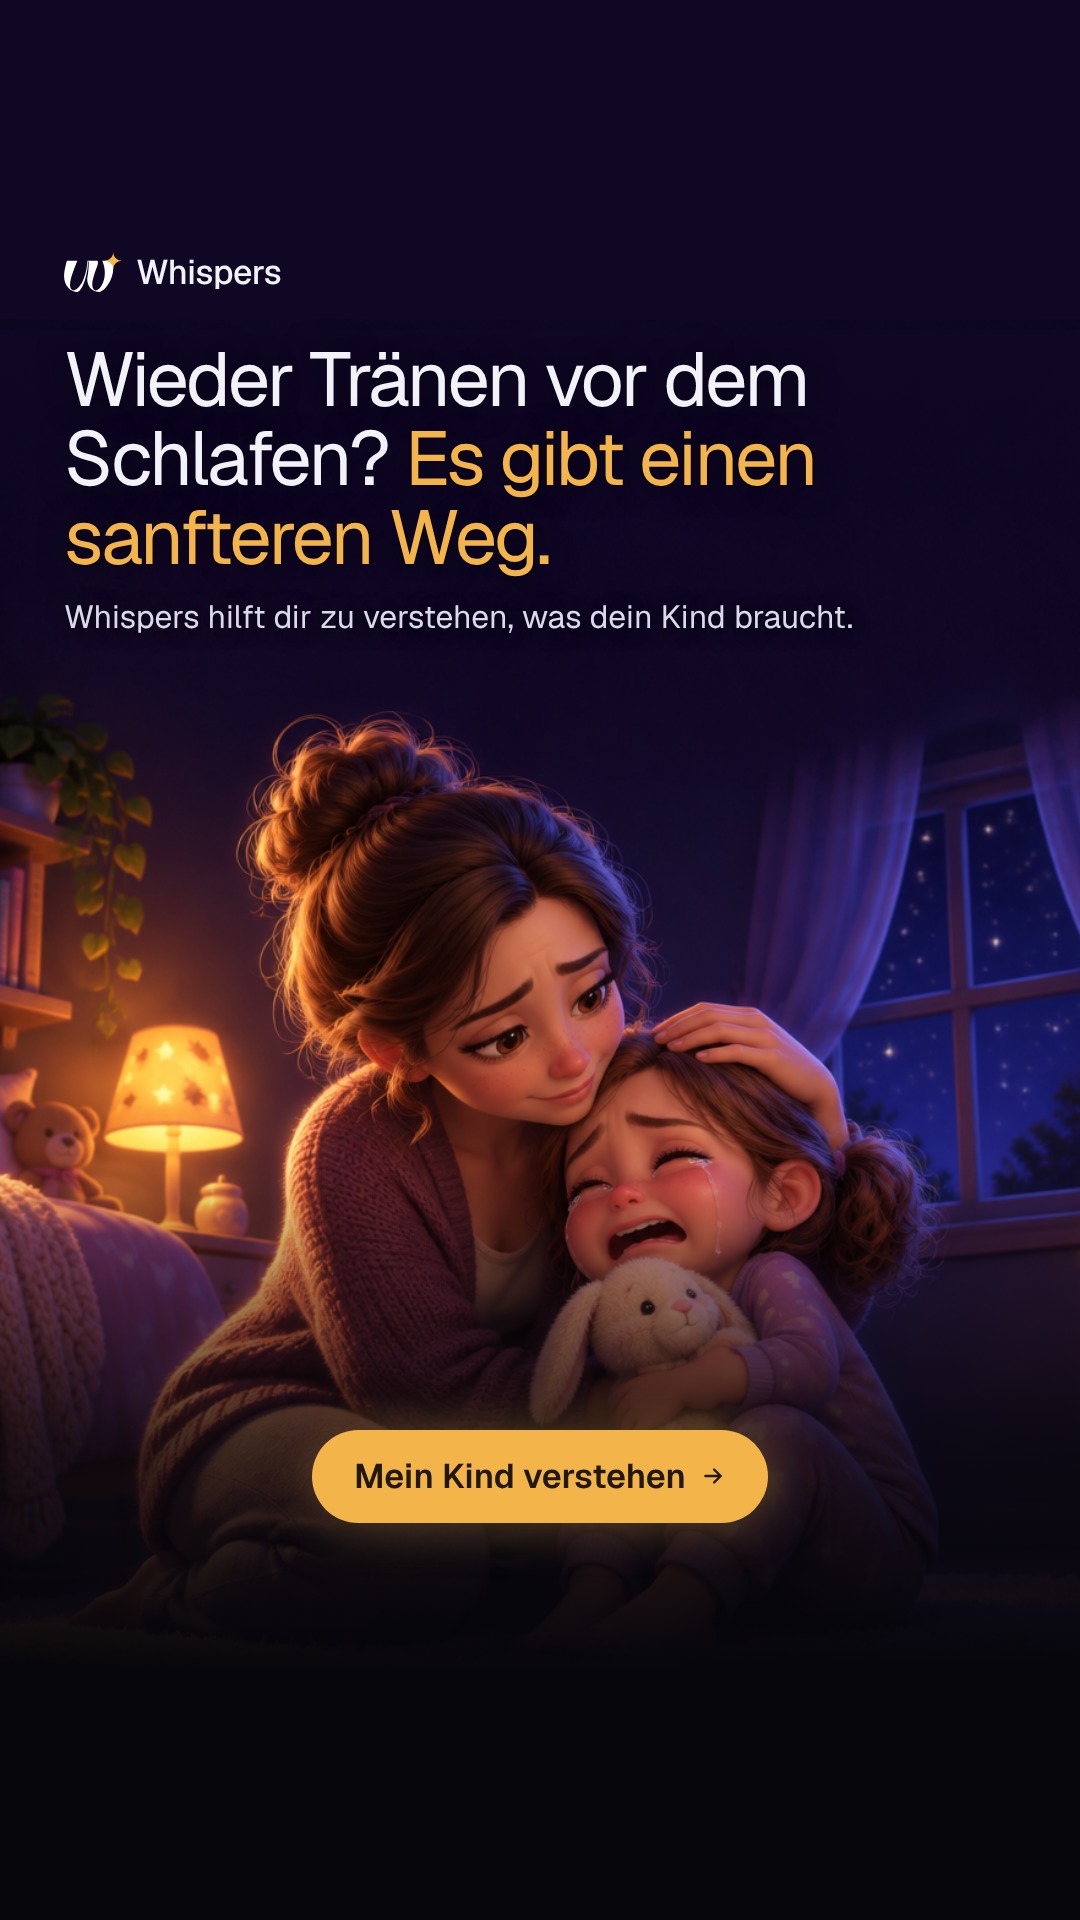 Whispers
Wieder Tränen vor dem
Schlafen? Es gibt einen
sanfteren Weg.
Whispers hilft dir zu verstehen, was dein Kind braucht.
Mein Kind verstehen →